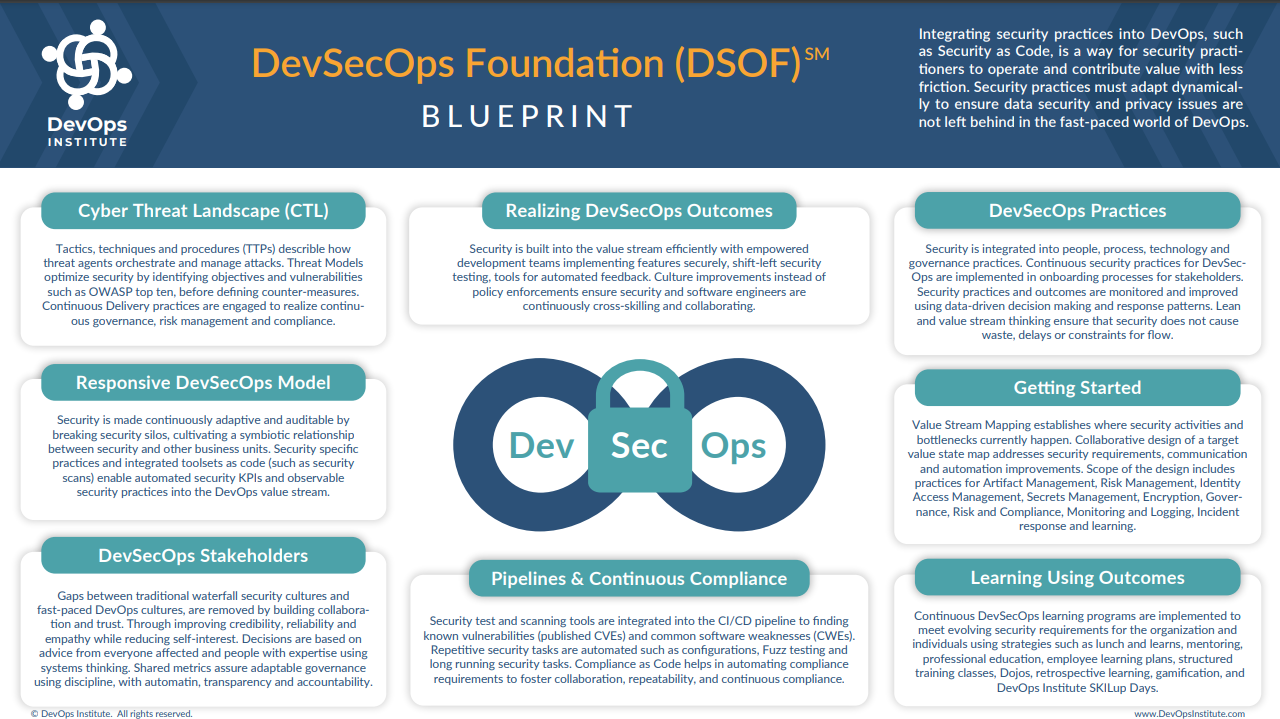 DevOps
INSTITUTE
DevSecOps Foundation (DSOF)℠
BLUEPRINT
Integrating security practices into DevOps, such
as Security as Code, is a way for security practi-
tioners to operate and contribute value with less
friction. Security practices must adapt dynamical-
ly to ensure data security and privacy issues are
not left behind in the fast-paced world of DevOps.
Cyber Threat Landscape (CTL)
Tactics, techniques and procedures (TTPs) describle how
threat agents orchestrate and manage attacks. Threat Models
optimize security by identifying objectives and vulnerabilities
such as OWASP top ten, before defining counter-measures.
Continuous Delivery practices are engaged to realize continu-
ous governance, risk management and compliance.
Responsive DevSecOps Model
Security is made continuously adaptive and auditable by
breaking security silos, cultivating a symbiotic relationship
between security and other business units. Security specific
practices and integrated toolsets as code (such as security
scans) enable automated security KPIs and observable
security practices into the DevOps value stream.
DevSecOps Stakeholders
Gaps between traditional waterfall security cultures and
fast-paced DevOps cultures, are removed by building collabora-
tion and trust. Through improving credibility, reliability and
empathy while reducing self-interest. Decisions are based on
advice from everyone affected and people with expertise using
systems thinking. Shared metrics assure adaptable governance
using discipline, with automatin, transparency and accountability.
Realizing DevSecOps Outcomes
Security is built into the value stream efficiently with empowered
development teams implementing features securely, shift-left security
testing, tools for automated feedback. Culture improvements instead of
policy enforcements ensure security and software engineers are
continuously cross-skilling and collaborating.
Dev Sec Ops
Pipelines & Continuous Compliance
Security test and scanning tools are integrated into the CI/CD pipeline to finding
known vulnerabilities (published CVEs) and common software weaknesses (CWEs).
Repetitive security tasks are automated such as configurations, Fuzz testing and
long running security tasks. Compliance as Code helps in automating compliance
requirements to foster collaboration, repeatability, and continuous compliance.
DevSecOps Practices
Security is integrated into people, process, technology and
governance practices. Continuous security practices for DevSec-
Ops are implemented in onboarding processes for stakeholders.
Security practices and outcomes are monitored and improved
using data-driven decision making and response patterns. Lean
and value stream thinking ensure that security does not cause
waste, delays or constraints for flow.
Getting Started
Value Stream Mapping establishes where security activities and
bottlenecks currently happen. Collaborative design of a target
value state map addresses security requirements, communication
and automation improvements. Scope of the design includes
practices for Artifact Management, Risk Management, Identity
Access Management, Secrets Management, Encryption, Gover-
nance, Risk and Compliance, Monitoring and Logging, Incident
response and learning.
Learning Using Outcomes
Continuous DevSecOps learning programs are implemented to
meet evolving security requirements for the organization and
individuals using strategies such as lunch and learns, mentoring,
professional education, employee learning plans, structured
training classes, Dojos, retrospective learning, gamification, and
DevOps Institute SKILup Days.
© DevOps Institute. All rights reserved.
www.DevOpsInstitute.com